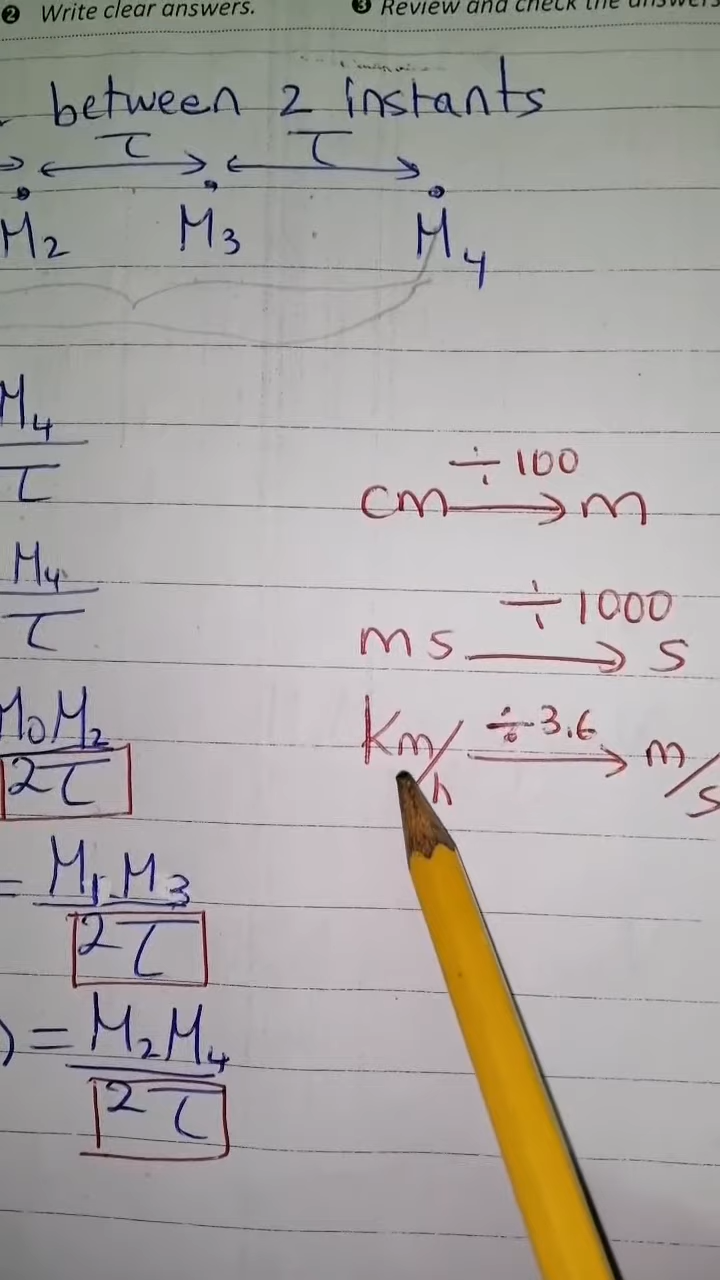 ❷ Write clear answers. ❸ Review and check the answers
between 2 instants
τ τ
M₂ M₃ M₄
M₄
τ
÷ 100
cm → m
M₄
τ
÷ 1000
ms → s
M₀M₂
2τ
÷ 3.6
Km/h → m/s
= M₁M₃
2τ
) = M₂M₄
2τ